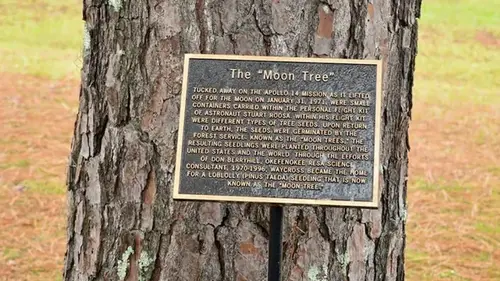 The "Moon Tree"
TUCKED AWAY ON THE APOLLO 14 MISSION AS IT LIFTED
OFF FOR THE MOON ON JANUARY 31, 1971, WERE SMALL
CONTAINERS CARRIED WITHIN THE PERSONAL FLIGHT KIT
OF ASTRONAUT STUART ROOSA. WITHIN HIS FLIGHT KIT
WERE DIFFERENT TYPES OF TREE SEEDS. UPON RETURN
TO EARTH, THE SEEDS WERE GERMINATED BY THE
FOREST SERVICE. KNOWN AS THE "MOON TREES," THE
RESULTING SEEDLINGS WERE PLANTED THROUGHOUT THE
UNITED STATES AND THE WORLD. THROUGH THE EFFORTS
OF DON BERRYHILL, OKEFENOKEE RESA SCIENCE
CONSULTANT, 1970-1996, WAYCROSS BECAME THE HOME
FOR A LOBLOLLY (PINUS TAEDA) SEEDLING THAT IS NOW
KNOWN AS THE "MOON TREE."